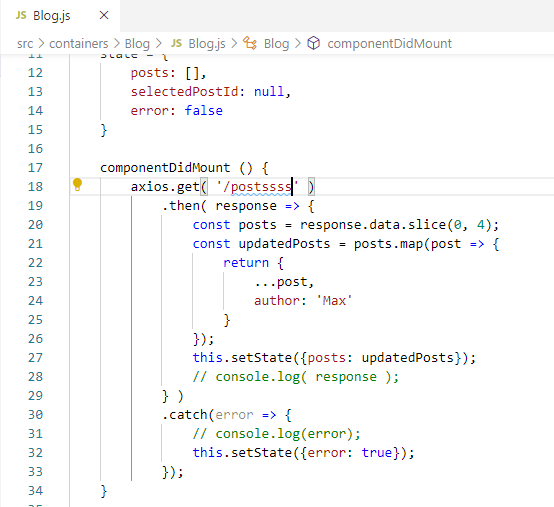 JS Blog.js ×
src > containers > Blog > JS Blog.js > Blog > componentDidMount
11 state = {
12 posts: [],
13 selectedPostId: null,
14 error: false
15 }
16
17 componentDidMount () {
18 axios.get( '/postssss' )
19 .then( response => {
20 const posts = response.data.slice(0, 4);
21 const updatedPosts = posts.map(post => {
22 return {
23 ...post,
24 author: 'Max'
25 }
26 });
27 this.setState({posts: updatedPosts});
28 // console.log( response );
29 } )
30 .catch(error => {
31 // console.log(error);
32 this.setState({error: true});
33 });
34 }
35